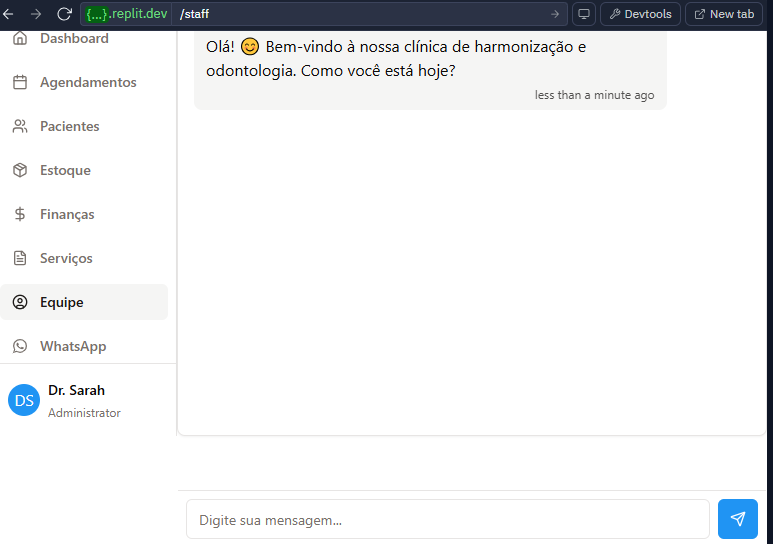 {...}.replit.dev /staff
Devtools
New tab
Dashboard
Agendamentos
Pacientes
Estoque
Finanças
Serviços
Equipe
WhatsApp
DS
Dr. Sarah
Administrator
Olá! 😊 Bem-vindo à nossa clínica de harmonização e
odontologia. Como você está hoje?
less than a minute ago
Digite sua mensagem...